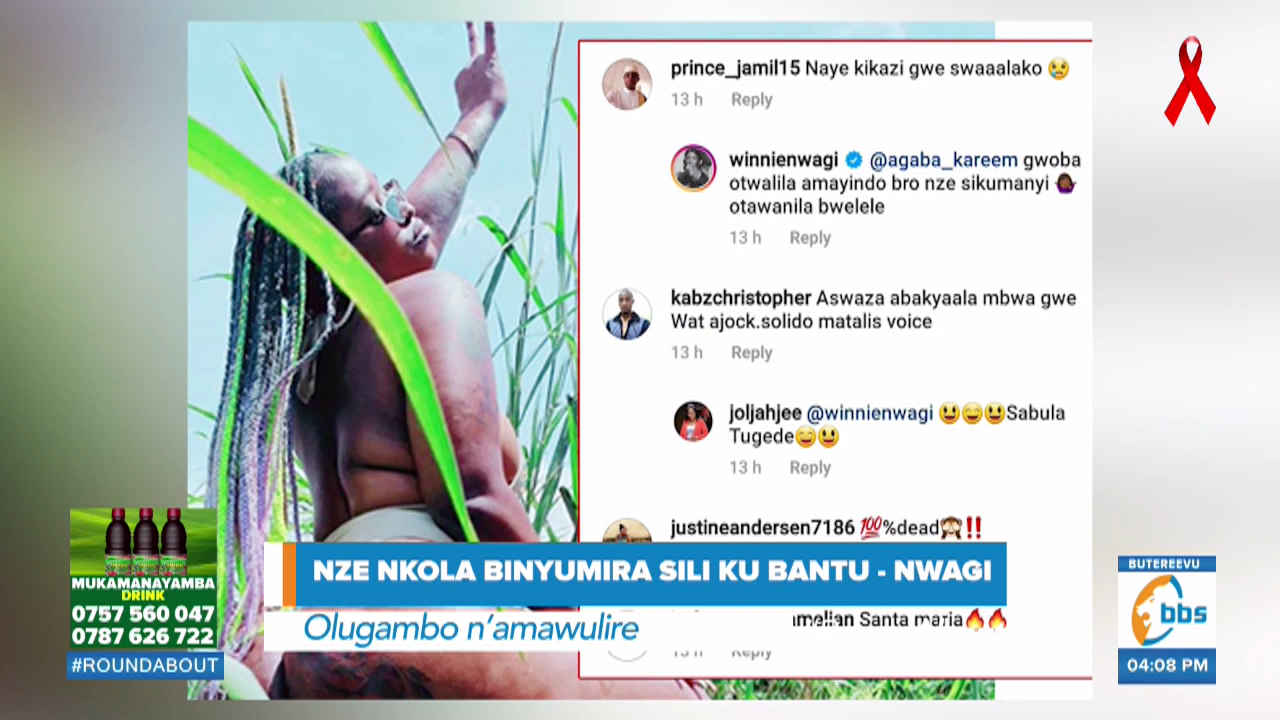 prince_jamil15 Naye kikazi gwe swaaalako 😢
13 h Reply
winnienwagi @agaba_kareem gwoba
otwalila amayindo bro nze sikumanyi 🤷🏿‍♀️
otawanila bwelele
13 h Reply
kabzchristopher Aswaza abakyaala mbwa gwe
Wat ajock.solido matalis voice
13 h Reply
joljahjee @winnienwagi 😃😄😃Sabula
Tugede😄😃
13 h Reply
justineandersen7186 💯%dead🙈‼️
NZE NKOLA BINYUMIRA SILI KU BANTU - NWAGI
Olugambo n'amawulire
Santa maria🔥🔥
13 h Reply
MUKAMANAYAMBA
DRINK
0757 560 047
0787 626 722
#ROUNDABOUT
BUTEREEVU
bbs
04:08 PM